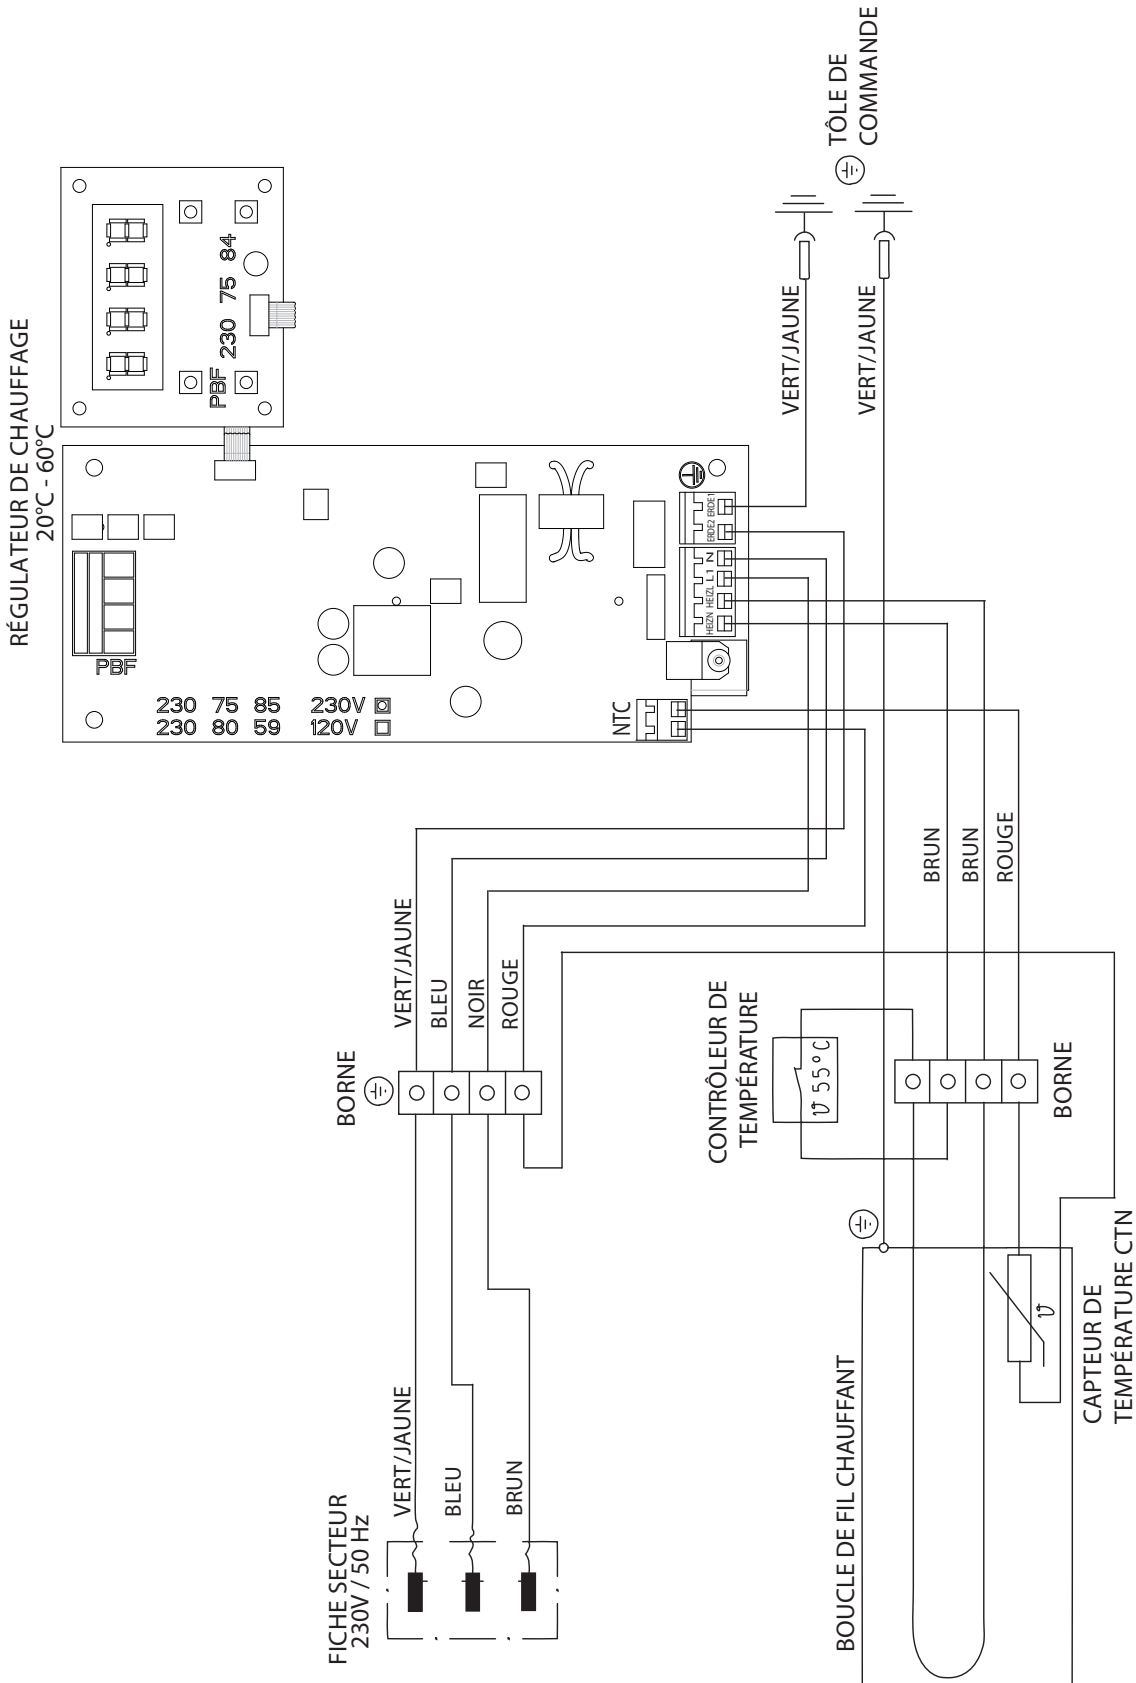 RÉGULATEUR DE CHAUFFAGE
20°C - 60°C
PBF 230 75 84
PBF
230 75 85 230V
230 80 59 120V
NTC
HEIZN HEIZL L1 N
ERDE2 ERDE1
TÔLE DE
COMMANDE
VERT/JAUNE
VERT/JAUNE
VERT/JAUNE
BLEU
NOIR
ROUGE
BRUN
BRUN
ROUGE
BORNE
CONTRÔLEUR DE
TEMPÉRATURE
ϑ 55°C
BORNE
FICHE SECTEUR
230V / 50 Hz
VERT/JAUNE
BLEU
BRUN
BOUCLE DE FIL CHAUFFANT
ϑ
CAPTEUR DE
TEMPÉRATURE CTN